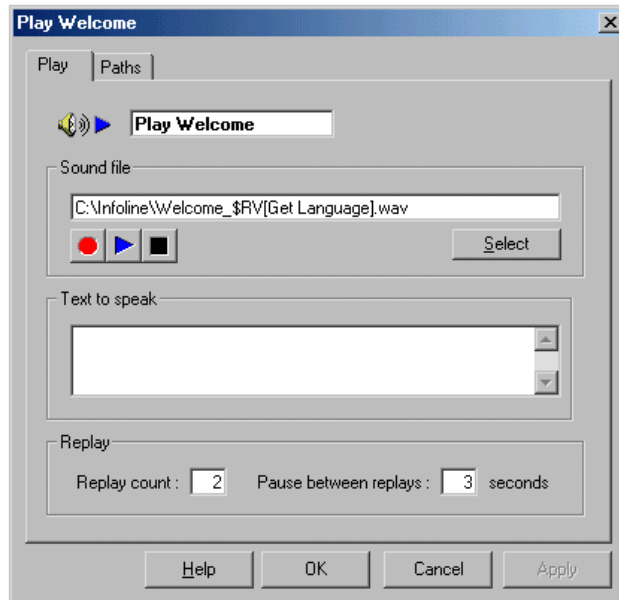 Play Welcome
Play Paths
Play Welcome
Sound file
C:\Infoline\Welcome_$RV[Get Language].wav
Select
Text to speak
Replay
Replay count : 2 Pause between replays : 3 seconds
Help OK Cancel Apply